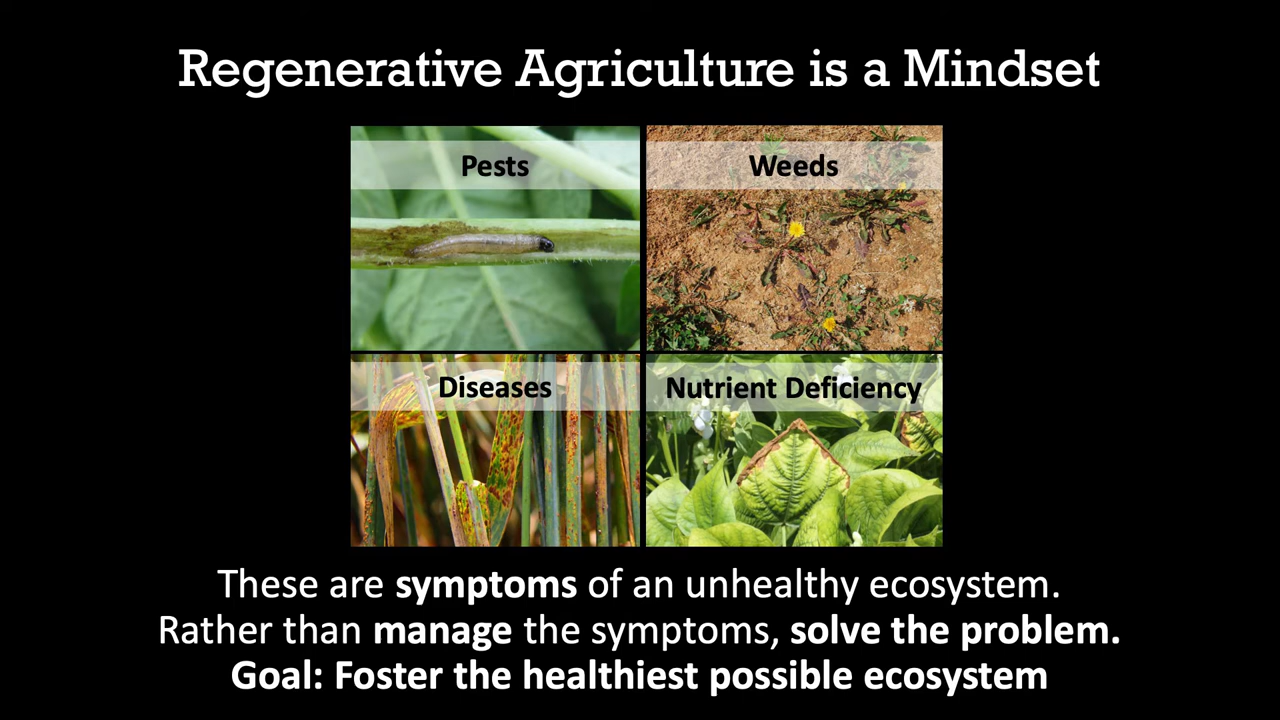 Regenerative Agriculture is a Mindset
Pests
Weeds
Diseases
Nutrient Deficiency
These are symptoms of an unhealthy ecosystem.
Rather than manage the symptoms, solve the problem.
Goal: Foster the healthiest possible ecosystem